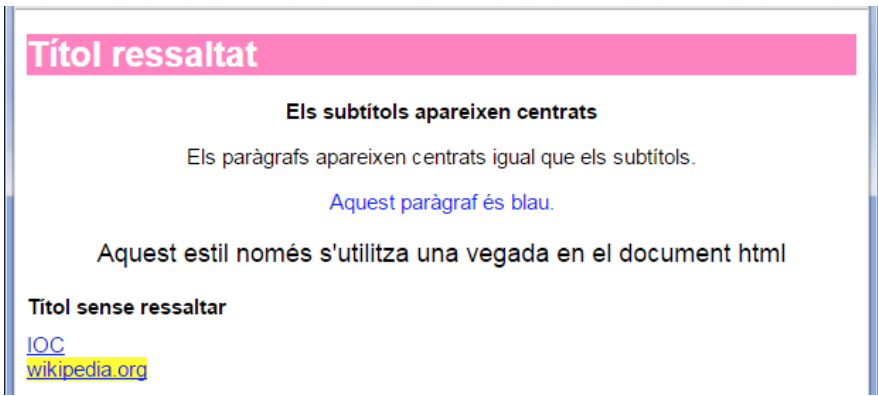 Títol ressaltat
Els subtítols apareixen centrats
Els paràgrafs apareixen centrats igual que els subtítols.
Aquest paràgraf és blau.
Aquest estil només s'utilitza una vegada en el document html
Títol sense ressaltar
IOC
wikipedia.org